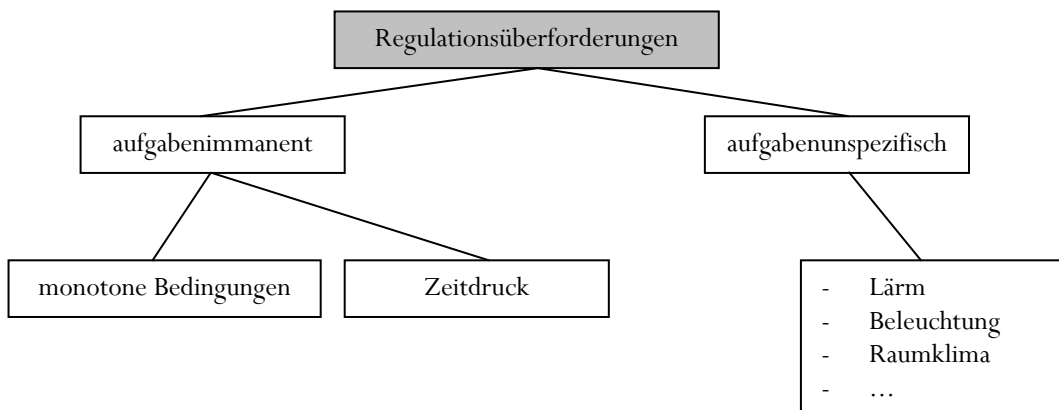 Regulationsüberforderungen
aufgabenimmanent
aufgabenunspezifisch
monotone Bedingungen
Zeitdruck
- Lärm
- Beleuchtung
- Raumklima
- …